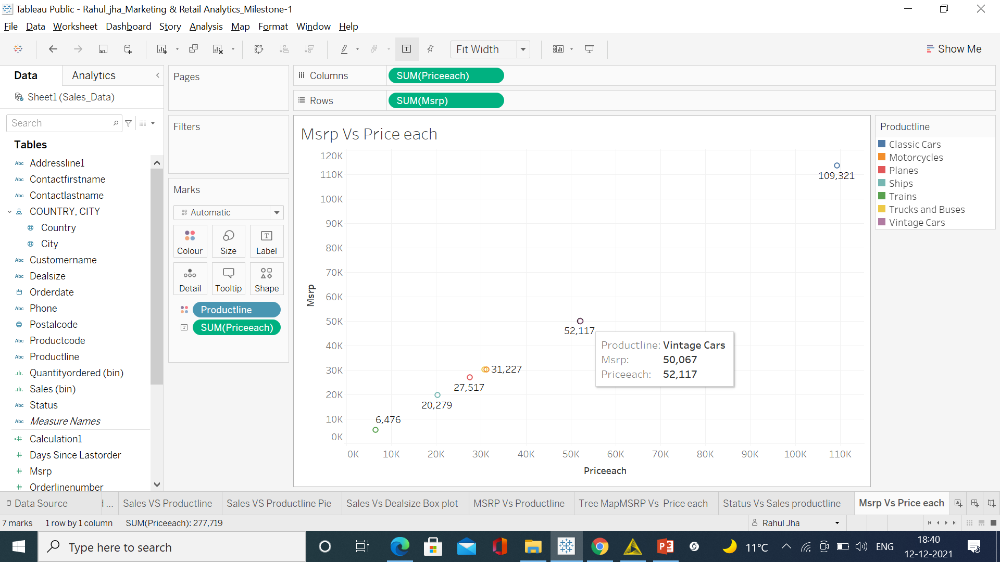 Tableau Public - Rahul_jha_Marketing & Retail Analytics_Milestone-1
File Data Worksheet Dashboard Story Analysis Map Format Window Help
Fit Width
Show Me
Data Analytics
Sheet1 (Sales_Data)
Search
Tables
Abc Addressline1
Abc Contactfirstname
Abc Contactlastname
COUNTRY, CITY
Country
City
Abc Customername
Abc Dealsize
Orderdate
Abc Phone
Postalcode
Abc Productcode
Abc Productline
Quantityordered (bin)
Sales (bin)
Abc Status
Abc Measure Names
=# Calculation1
# Days Since Lastorder
# Msrp
# Orderlinenumber
Pages
Filters
Marks
Automatic
Colour Size Label
Detail Tooltip Shape
Productline
SUM(Priceeach)
Columns SUM(Priceeach)
Rows SUM(Msrp)
Msrp Vs Price each
120K
110K
100K
90K
80K
70K
60K
50K
40K
30K
20K
10K
0K
Msrp
109,321
52,117
31,227
27,517
20,279
6,476
Productline: Vintage Cars
Msrp: 50,067
Priceeach: 52,117
0K 10K 20K 30K 40K 50K 60K 70K 80K 90K 100K 110K
Priceeach
Productline
Classic Cars
Motorcycles
Planes
Ships
Trains
Trucks and Buses
Vintage Cars
Data Source ... Sales VS Productline Sales VS Productline Pie Sales Vs Dealsize Box plot MSRP Vs Productline Tree MapMSRP Vs Price each Status Vs Sales productline Msrp Vs Price each
7 marks 1 row by 1 column SUM(Priceeach): 277,719 Rahul Jha
Type here to search
11°C ENG 18:40
12-12-2021